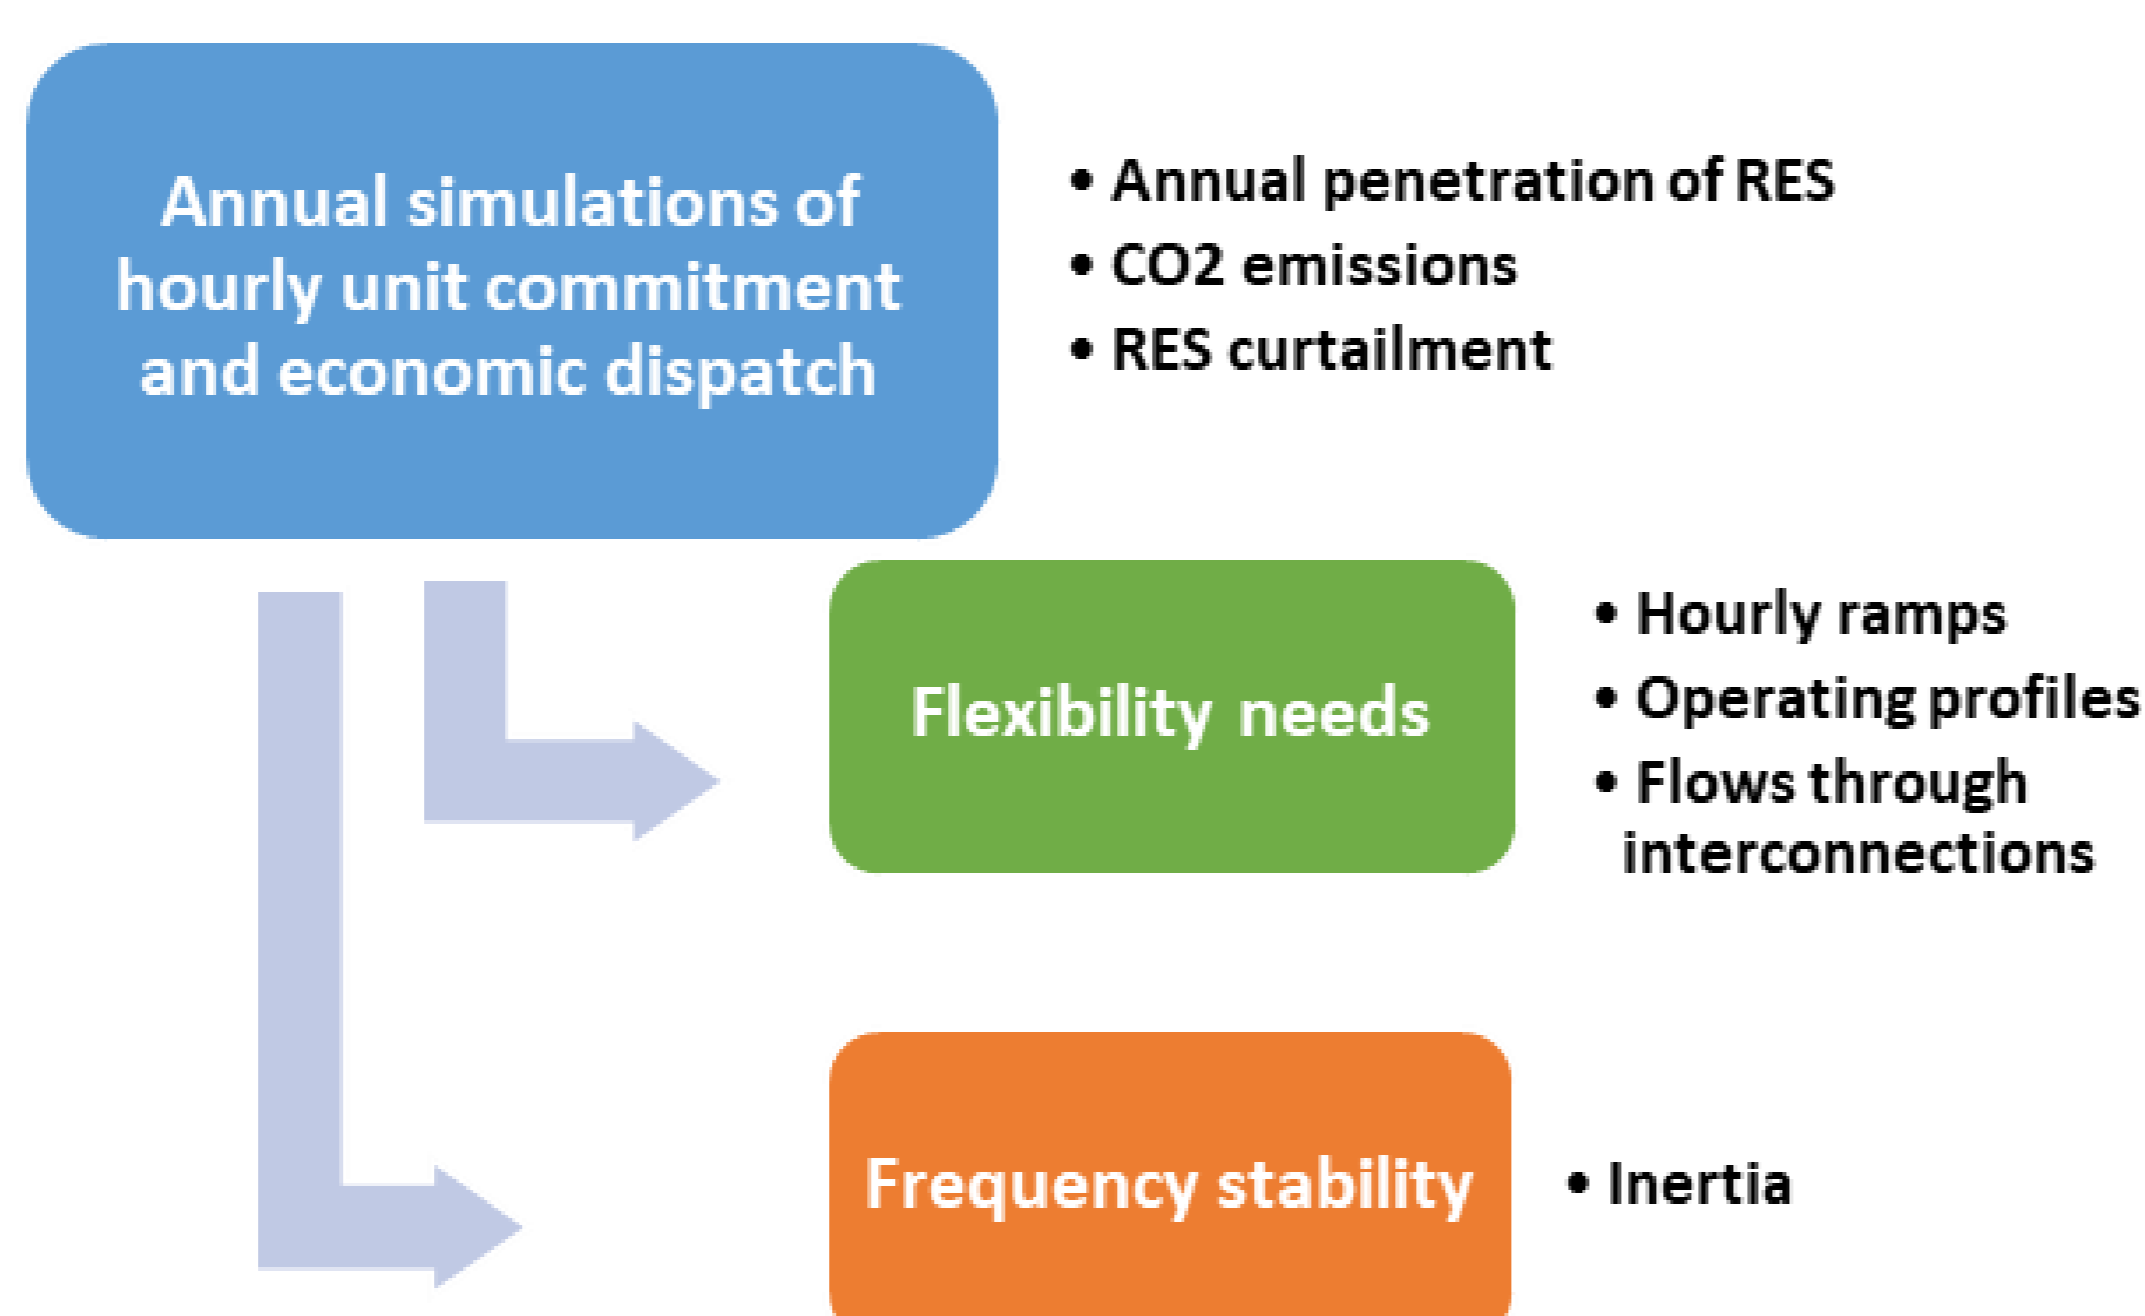 Annual simulations of
hourly unit commitment
and economic dispatch
• Annual penetration of RES
• CO2 emissions
• RES curtailment
Flexibility needs
• Hourly ramps
• Operating profiles
• Flows through
interconnections
Frequency stability
• Inertia